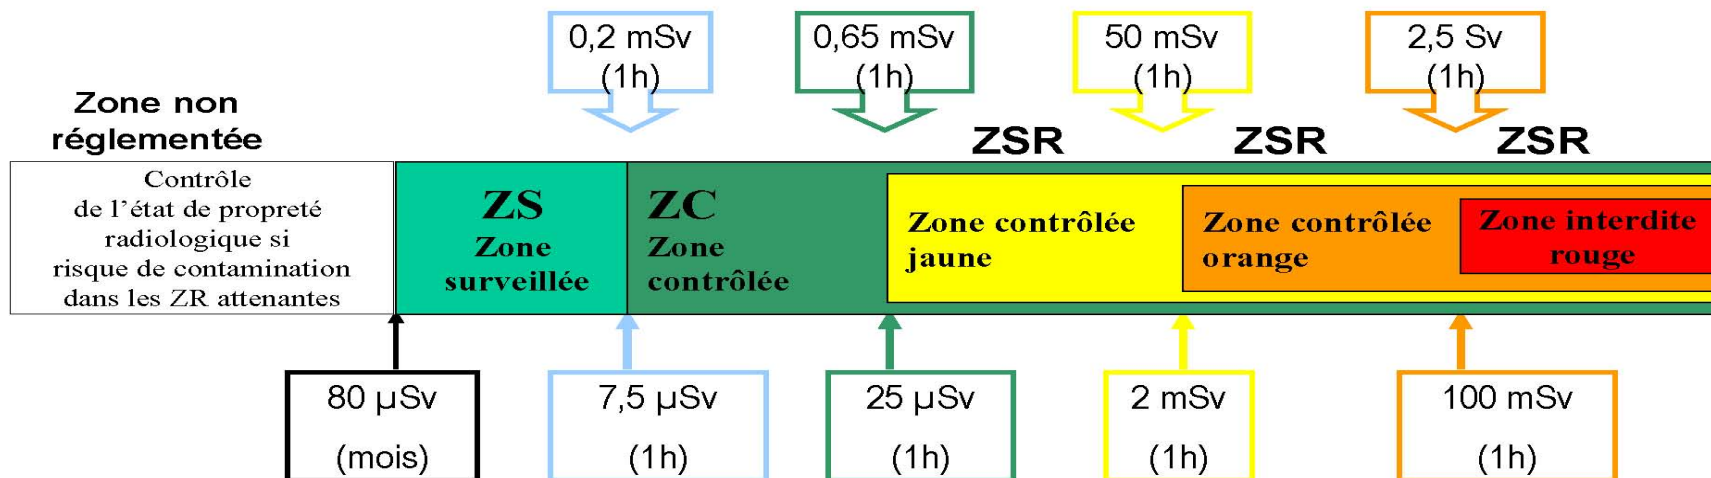 0,2 mSv
(1h)
0,65 mSv
(1h)
50 mSv
(1h)
2,5 Sv
(1h)
Zone non
réglementée
ZSR
ZSR
ZSR
Contrôle
de l'état de propreté
radiologique si
risque de contamination
dans les ZR attenantes
ZS
Zone
surveillée
ZC
Zone
contrôlée
Zone contrôlée
jaune
Zone contrôlée
orange
Zone interdite
rouge
80 µSv
(mois)
7,5 µSv
(1h)
25 µSv
(1h)
2 mSv
(1h)
100 mSv
(1h)